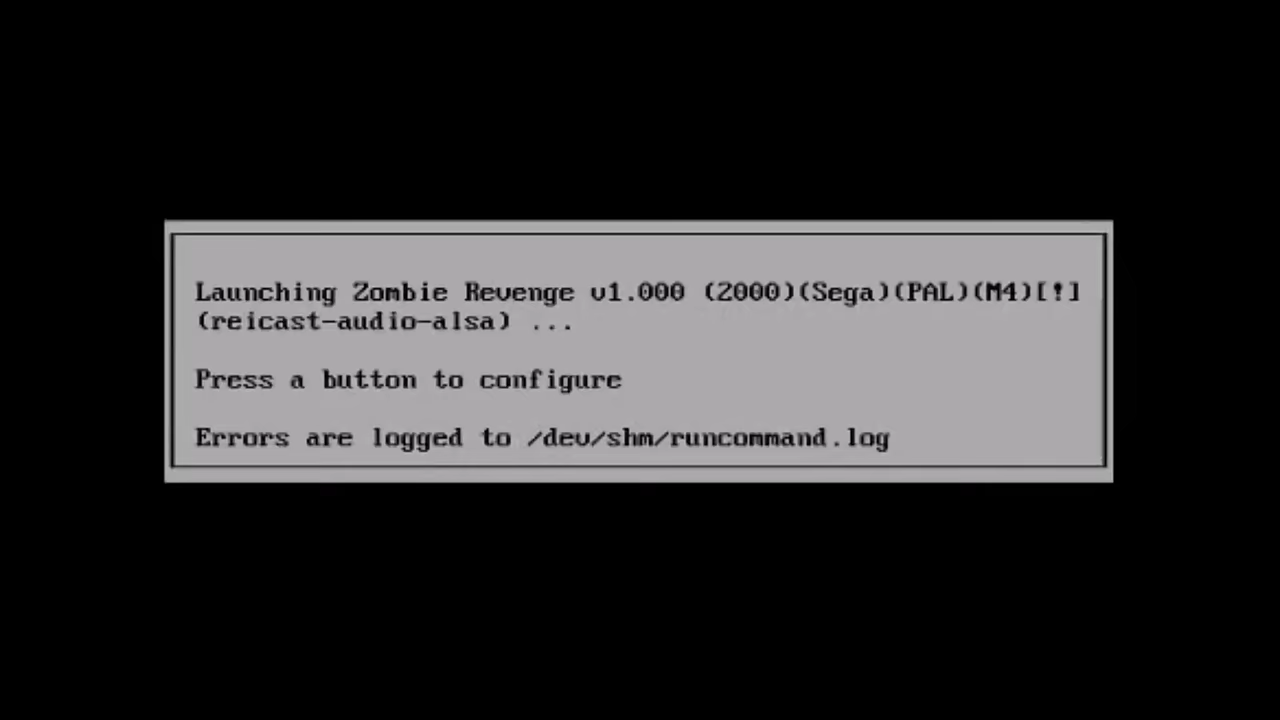 Launching Zombie Revenge v1.000 (2000)(Sega)(PAL)(M4)[!]
(reicast-audio-alsa) ...
Press a button to configure
Errors are logged to /dev/shm/runcommand.log